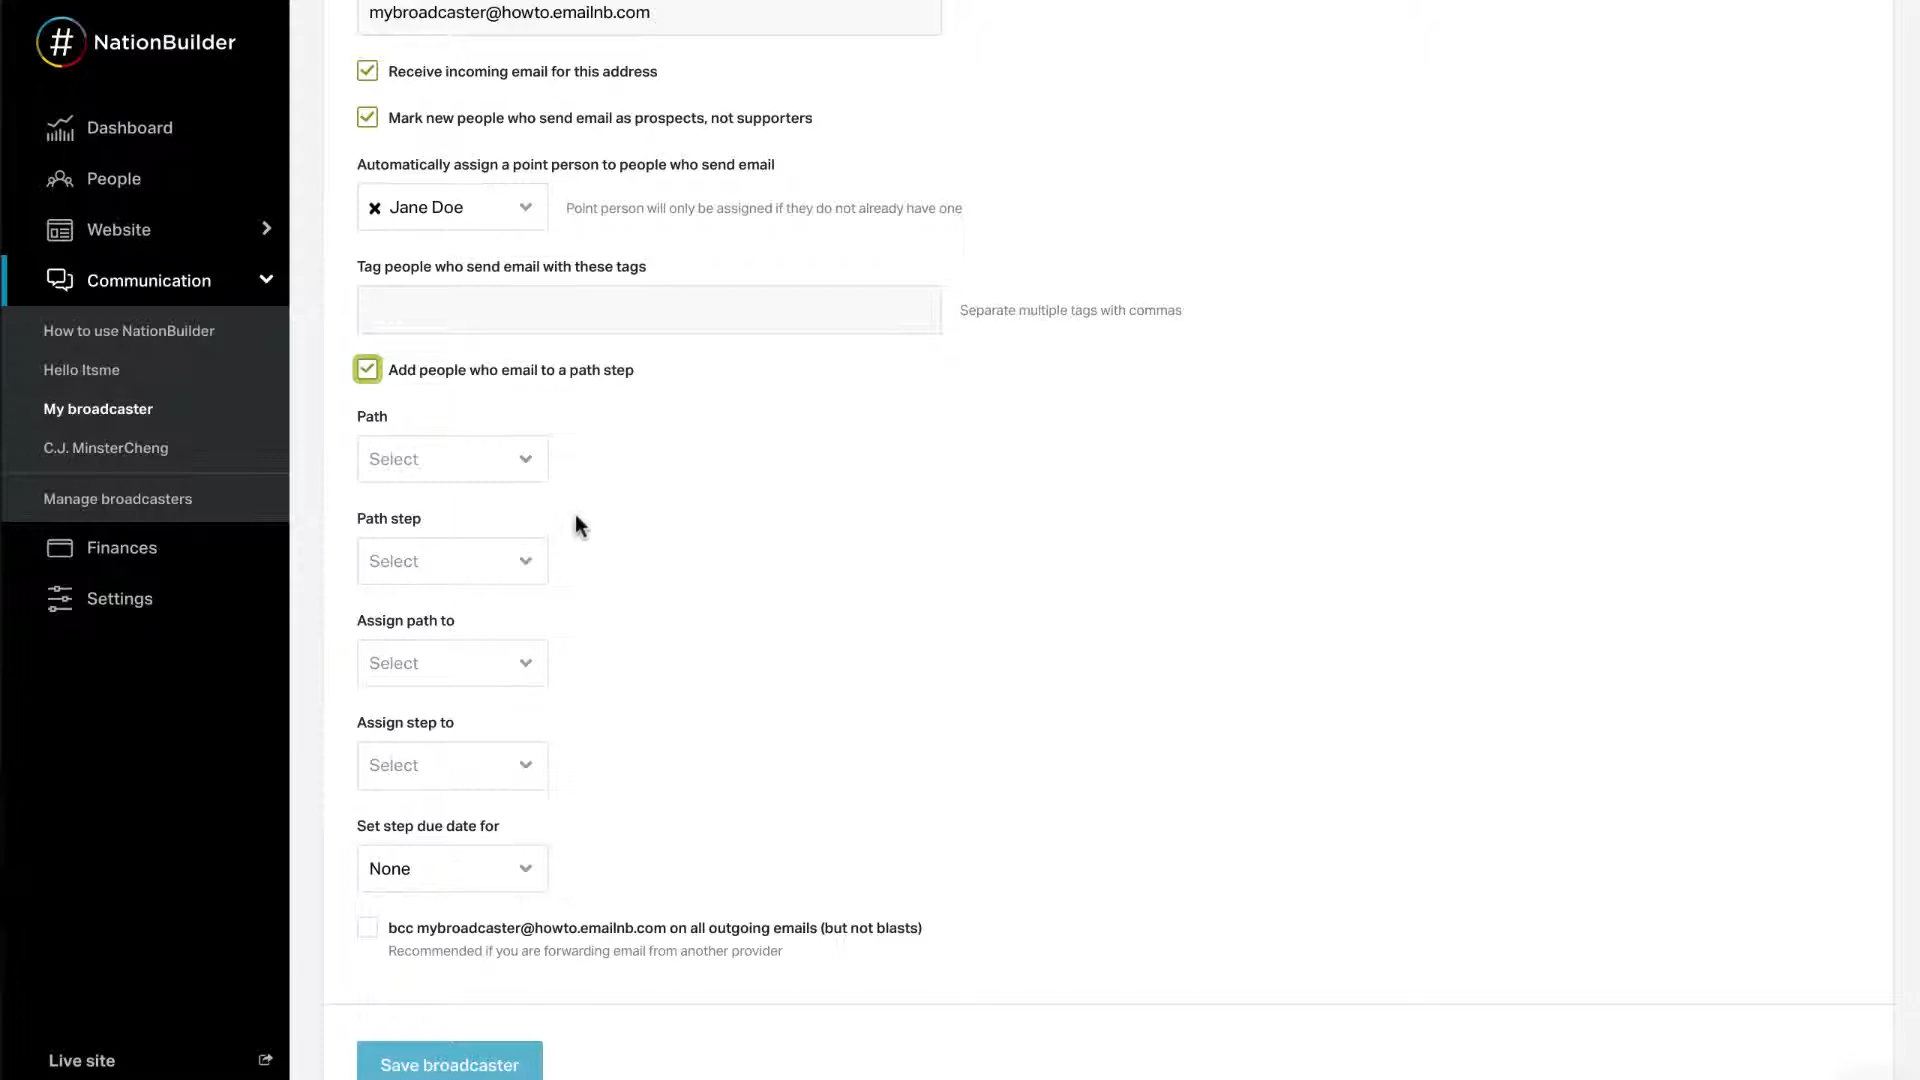 NationBuilder
Dashboard
People
Website
Communication
How to use NationBuilder
Hello Itsme
My broadcaster
C.J. MinsterCheng
Manage broadcasters
Finances
Settings
Live site
mybroadcaster@howto.emailnb.com
Receive incoming email for this address
Mark new people who send email as prospects, not supporters
Automatically assign a point person to people who send email
Jane Doe
Point person will only be assigned if they do not already have one
Tag people who send email with these tags
Separate multiple tags with commas
Add people who email to a path step
Path
Select
Path step
Select
Assign path to
Select
Assign step to
Select
Set step due date for
None
bcc mybroadcaster@howto.emailnb.com on all outgoing emails (but not blasts)
Recommended if you are forwarding email from another provider
Save broadcaster